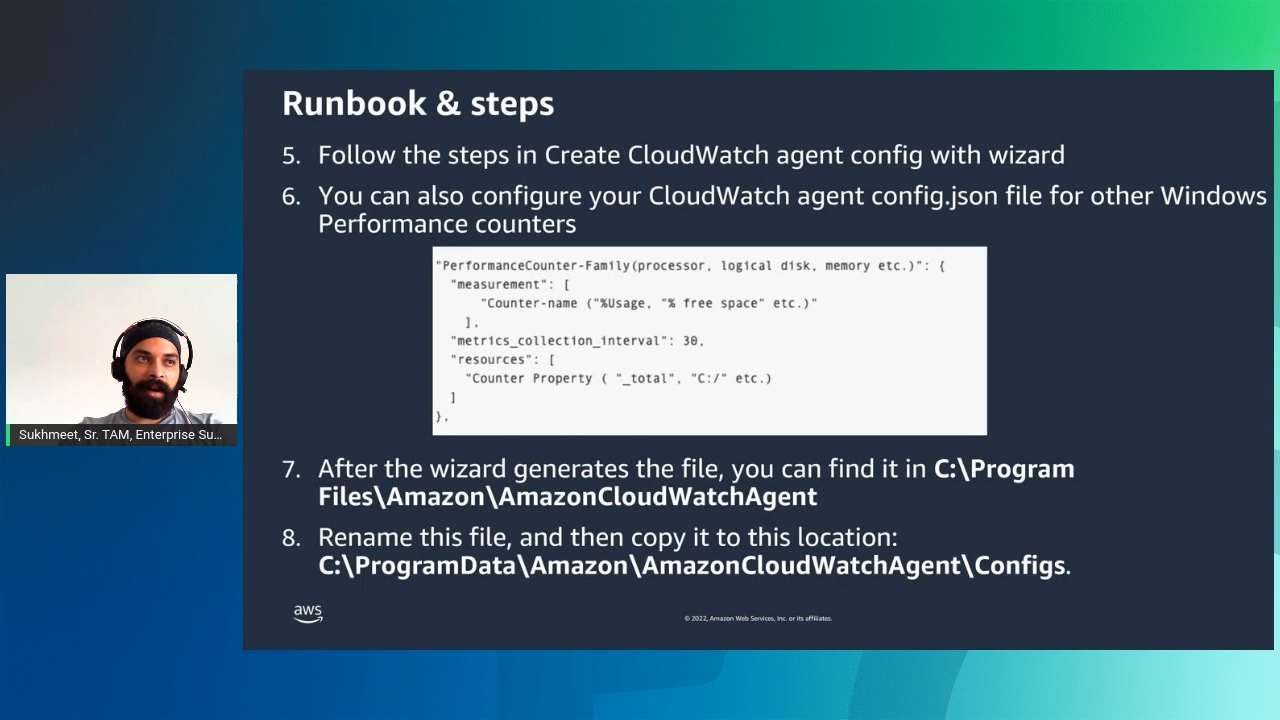 Runbook & steps
5. Follow the steps in Create CloudWatch agent config with wizard
6. You can also configure your CloudWatch agent config.json file for other Windows
Performance counters
"PerformanceCounter-Family(processor, logical disk, memory etc.)": {
"measurement": [
"Counter-name ("%Usage, "% free space" etc.)"
],
"metrics_collection_interval": 30,
"resources": [
"Counter Property ( "_total", "C:/" etc.)
]
},
Sukhmeet, Sr. TAM, Enterprise Su...
7. After the wizard generates the file, you can find it in C:\Program
Files\Amazon\AmazonCloudWatchAgent
8. Rename this file, and then copy it to this location:
C:\ProgramData\Amazon\AmazonCloudWatchAgent\Configs.
aws
© 2022, Amazon Web Services, Inc. or its affiliates.